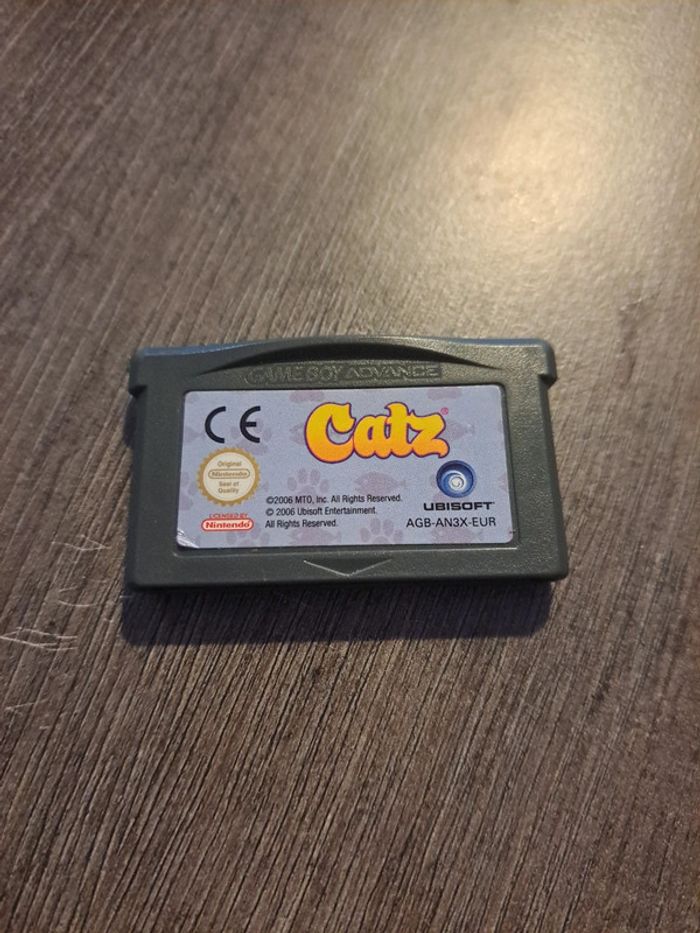 GAME BOY ADVANCE
CE
Catz®
Original
Nintendo
Seal of
Quality
LICENSED BY
Nintendo
©2006 MTO, Inc. All Rights Reserved.
© 2006 Ubisoft Entertainment.
All Rights Reserved.
UBISOFT
AGB-AN3X-EUR